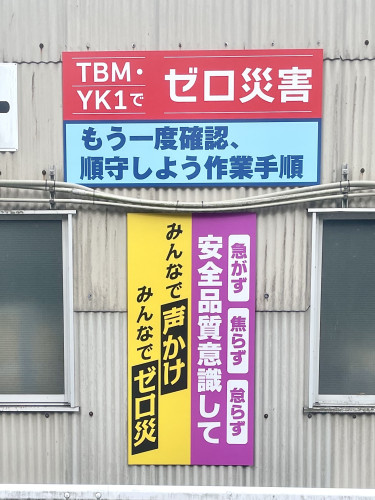 TBM・
YK1で
ゼロ災害
もう一度確認、
順守しよう作業手順
急がず 焦らず 怠らず
安全品質意識して
みんなで声かけ
みんなでゼロ災